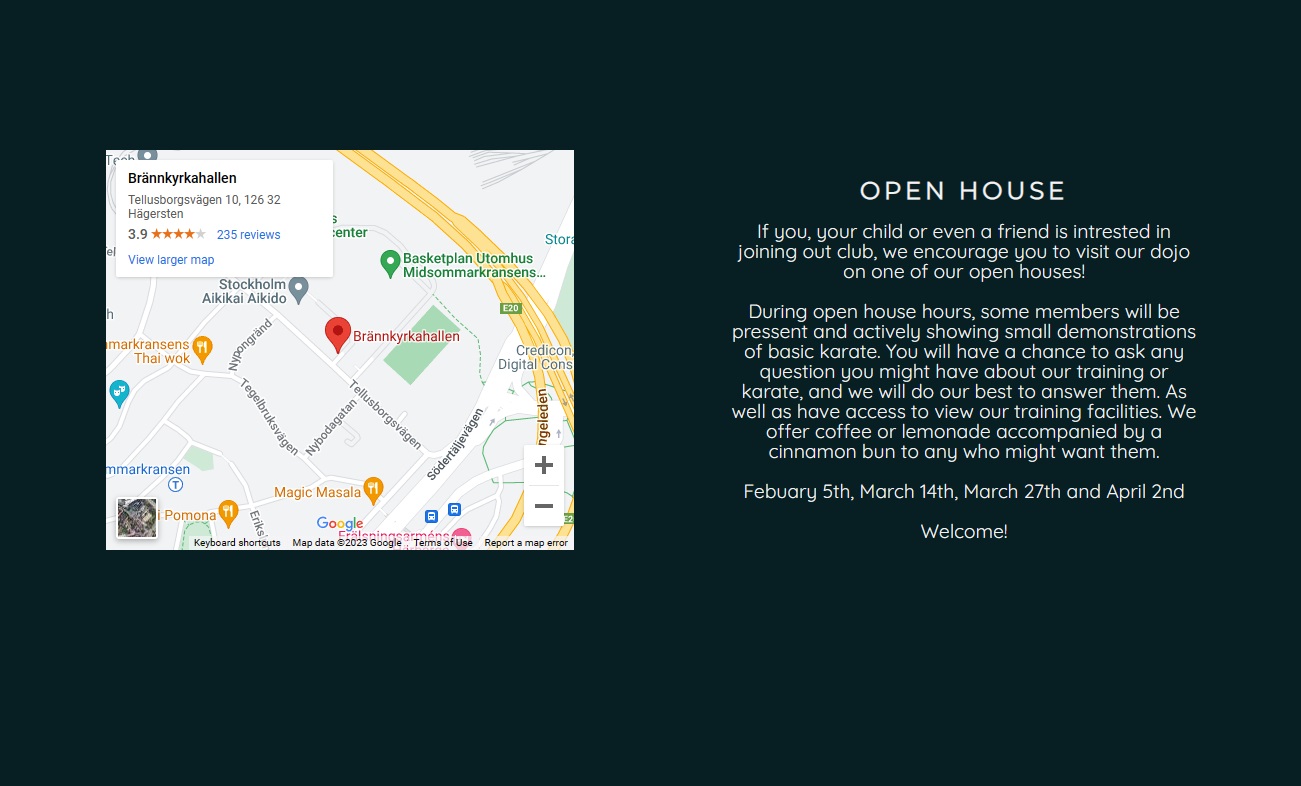 Tech
Brännkyrkahallen
Tellusborgsvägen 10, 126 32
Hägersten
3.9
235 reviews
View larger map
center
Stora
Basketplan Utomhus
Midsommarkransens...
Stockholm
Aikikai Aikido
E20
Brännkyrkahallen
Thai wok
Nypongränd
Credicon,
Digital Cons
Tegelbruksvägen
Nybodagatan
Tellusborgsvägen
Södertäljevägen
ngeleden
mmarkransen
T
Magic Masala
Pomona
Eriks
Google
Frälsningsarméns
E2
Keyboard shortcuts
Map data ©2023 Google
Terms of Use
Report a map error
OPEN HOUSE
If you, your child or even a friend is intrested in
joining out club, we encourage you to visit our dojo
on one of our open houses!
During open house hours, some members will be
pressent and actively showing small demonstrations
of basic karate. You will have a chance to ask any
question you might have about our training or
karate, and we will do our best to answer them. As
well as have access to view our training facilities. We
offer coffee or lemonade accompanied by a
cinnamon bun to any who might want them.
Febuary 5th, March 14th, March 27th and April 2nd
Welcome!